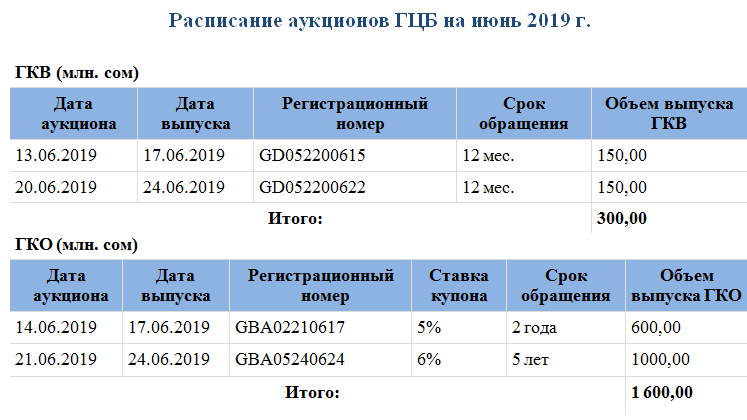 Расписание аукционов ГЦБ на июнь 2019 г.
ГКВ (млн. сом)
Дата аукциона Дата выпуска Регистрационный номер Срок обращения Объем выпуска ГКВ
13.06.2019 17.06.2019 GD052200615 12 мес. 150,00
20.06.2019 24.06.2019 GD052200622 12 мес. 150,00
Итого: 300,00
ГКО (млн. сом)
Дата аукциона Дата выпуска Регистрационный номер Ставка купона Срок обращения Объем выпуска ГКО
14.06.2019 17.06.2019 GBA02210617 5% 2 года 600,00
21.06.2019 24.06.2019 GBA05240624 6% 5 лет 1000,00
Итого: 1 600,00